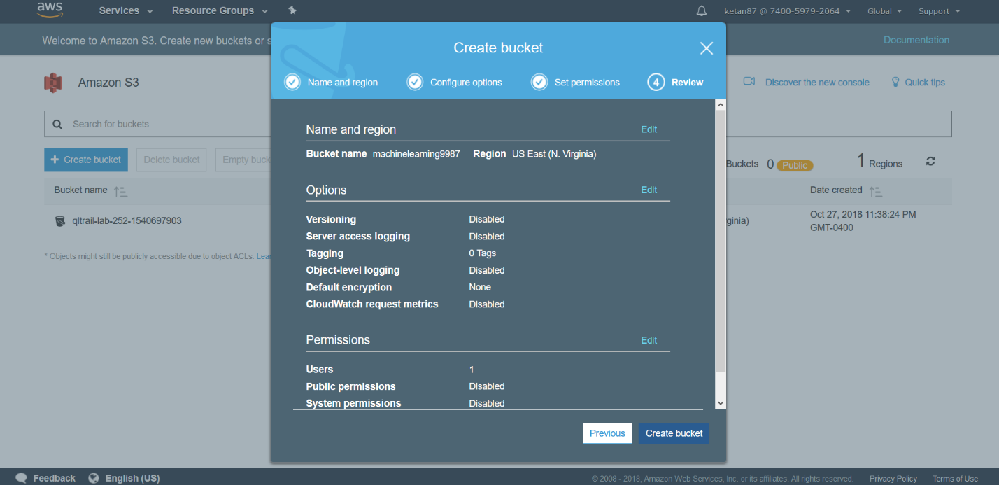 aws Services Resource Groups ketan87 @ 7400-5979-2064 Global Support
Welcome to Amazon S3. Create new buckets or s Documentation
Create bucket
Name and region Configure options Set permissions 4 Review
Amazon S3 Discover the new console Quick tips
Search for buckets
Name and region Edit
Bucket name machinelearning9987 Region US East (N. Virginia)
+ Create bucket Delete bucket Empty buck Buckets 0 Public 1 Regions
Bucket name Date created
Options Edit
qltrail-lab-252-1540697903 ginia) Oct 27, 2018 11:38:24 PM
GMT-0400
* Objects might still be publicly accessible due to object ACLs. Lear
Versioning Disabled
Server access logging Disabled
Tagging 0 Tags
Object-level logging Disabled
Default encryption None
CloudWatch request metrics Disabled
Permissions Edit
Users 1
Public permissions Disabled
System permissions Disabled
Previous Create bucket
Feedback English (US) © 2008 - 2018, Amazon Web Services, Inc. or its affiliates. All rights reserved. Privacy Policy Terms of Use